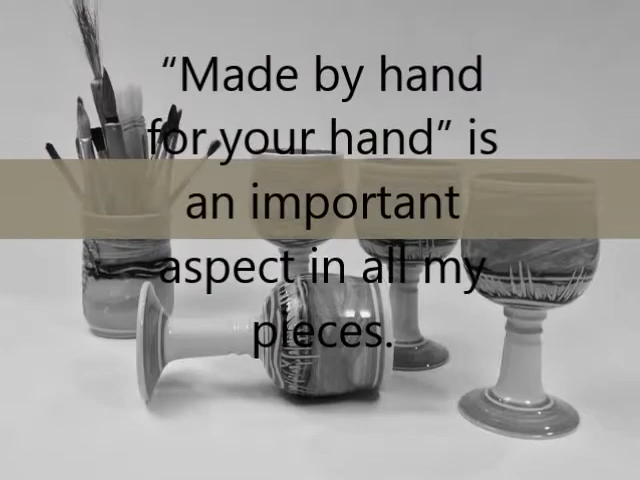 “Made by hand
for your hand” is
an important
aspect in all my
pieces.